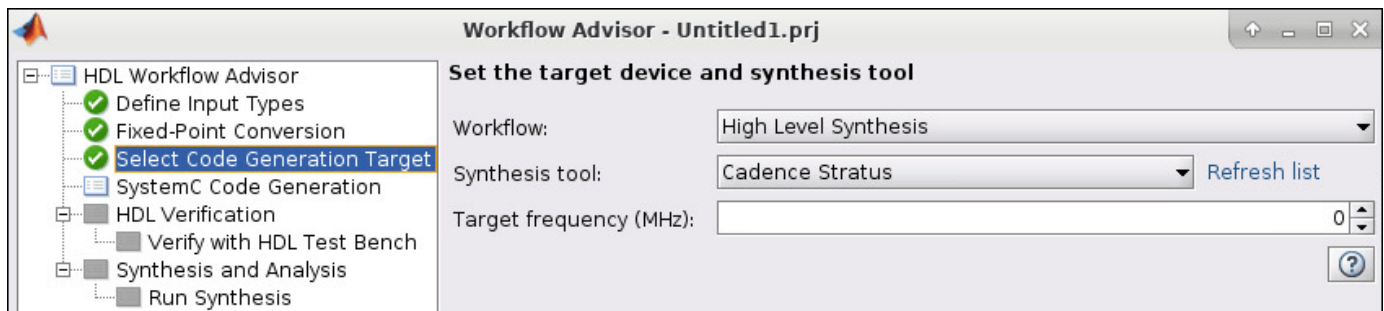 Workflow Advisor - Untitled1.prj
HDL Workflow Advisor
Define Input Types
Fixed-Point Conversion
Select Code Generation Target
SystemC Code Generation
HDL Verification
Verify with HDL Test Bench
Synthesis and Analysis
Run Synthesis
Set the target device and synthesis tool
Workflow: High Level Synthesis
Synthesis tool: Cadence Stratus Refresh list
Target frequency (MHz): 0
?